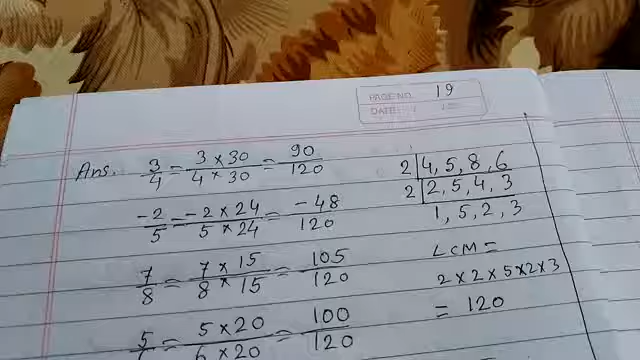 PAGE NO. 19
DATE:
Ans. 3/4 = 3 × 30 / 4 × 30 = 90/120
-2/5 = -2 × 24 / 5 × 24 = -48/120
7/8 = 7 × 15 / 8 × 15 = 105/120
5/6 = 5 × 20 / 6 × 20 = 100/120
2 | 4, 5, 8, 6
2 | 2, 5, 4, 3
1, 5, 2, 3
LCM =
2 × 2 × 5 × 2 × 3
= 120